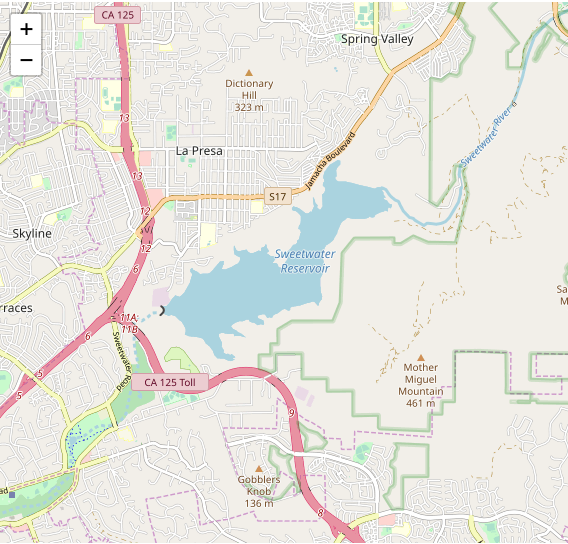 CA 125
+
−
Spring Valley
Dictionary
Hill
323 m
13
Jamacha Boulevard
Sweetwater River
La Presa
13
S17
12
Skyline
12
Sweetwater
Reservoir
6
11A;
11B
6
Sweetwater
Road
Mother
Miguel
Mountain
461 m
5
5
CA 125 Toll
9
Gobblers
Knob
136 m
8